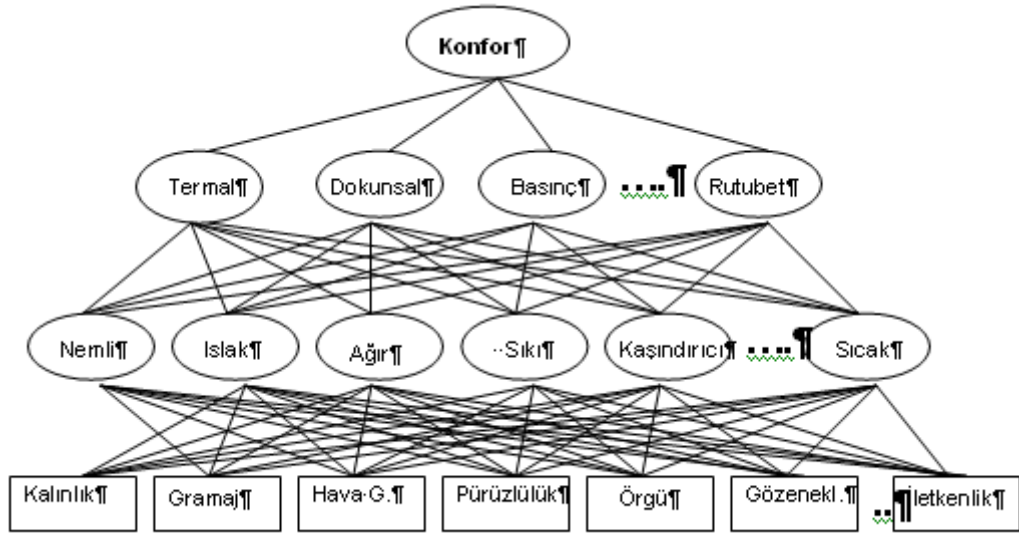 Konfor¶
Termal¶ Dokunsal¶ Basınç¶ ....¶ Rutubet¶
Nemli¶ Islak¶ Ağır¶ ··Sıkı¶ Kaşındırıcı¶ ....¶ Sıcak¶
Kalınlık¶ Gramaj¶ Hava·G.¶ Pürüzlülük¶ Örgü¶ Gözenekl.¶ ..¶ İletkenlik¶